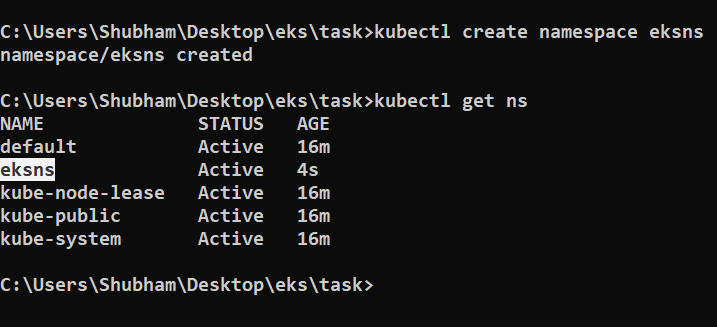 C:\Users\Shubham\Desktop\eks\task>kubectl create namespace eksns
namespace/eksns created
C:\Users\Shubham\Desktop\eks\task>kubectl get ns
NAME STATUS AGE
default Active 16m
eksns Active 4s
kube-node-lease Active 16m
kube-public Active 16m
kube-system Active 16m
C:\Users\Shubham\Desktop\eks\task>